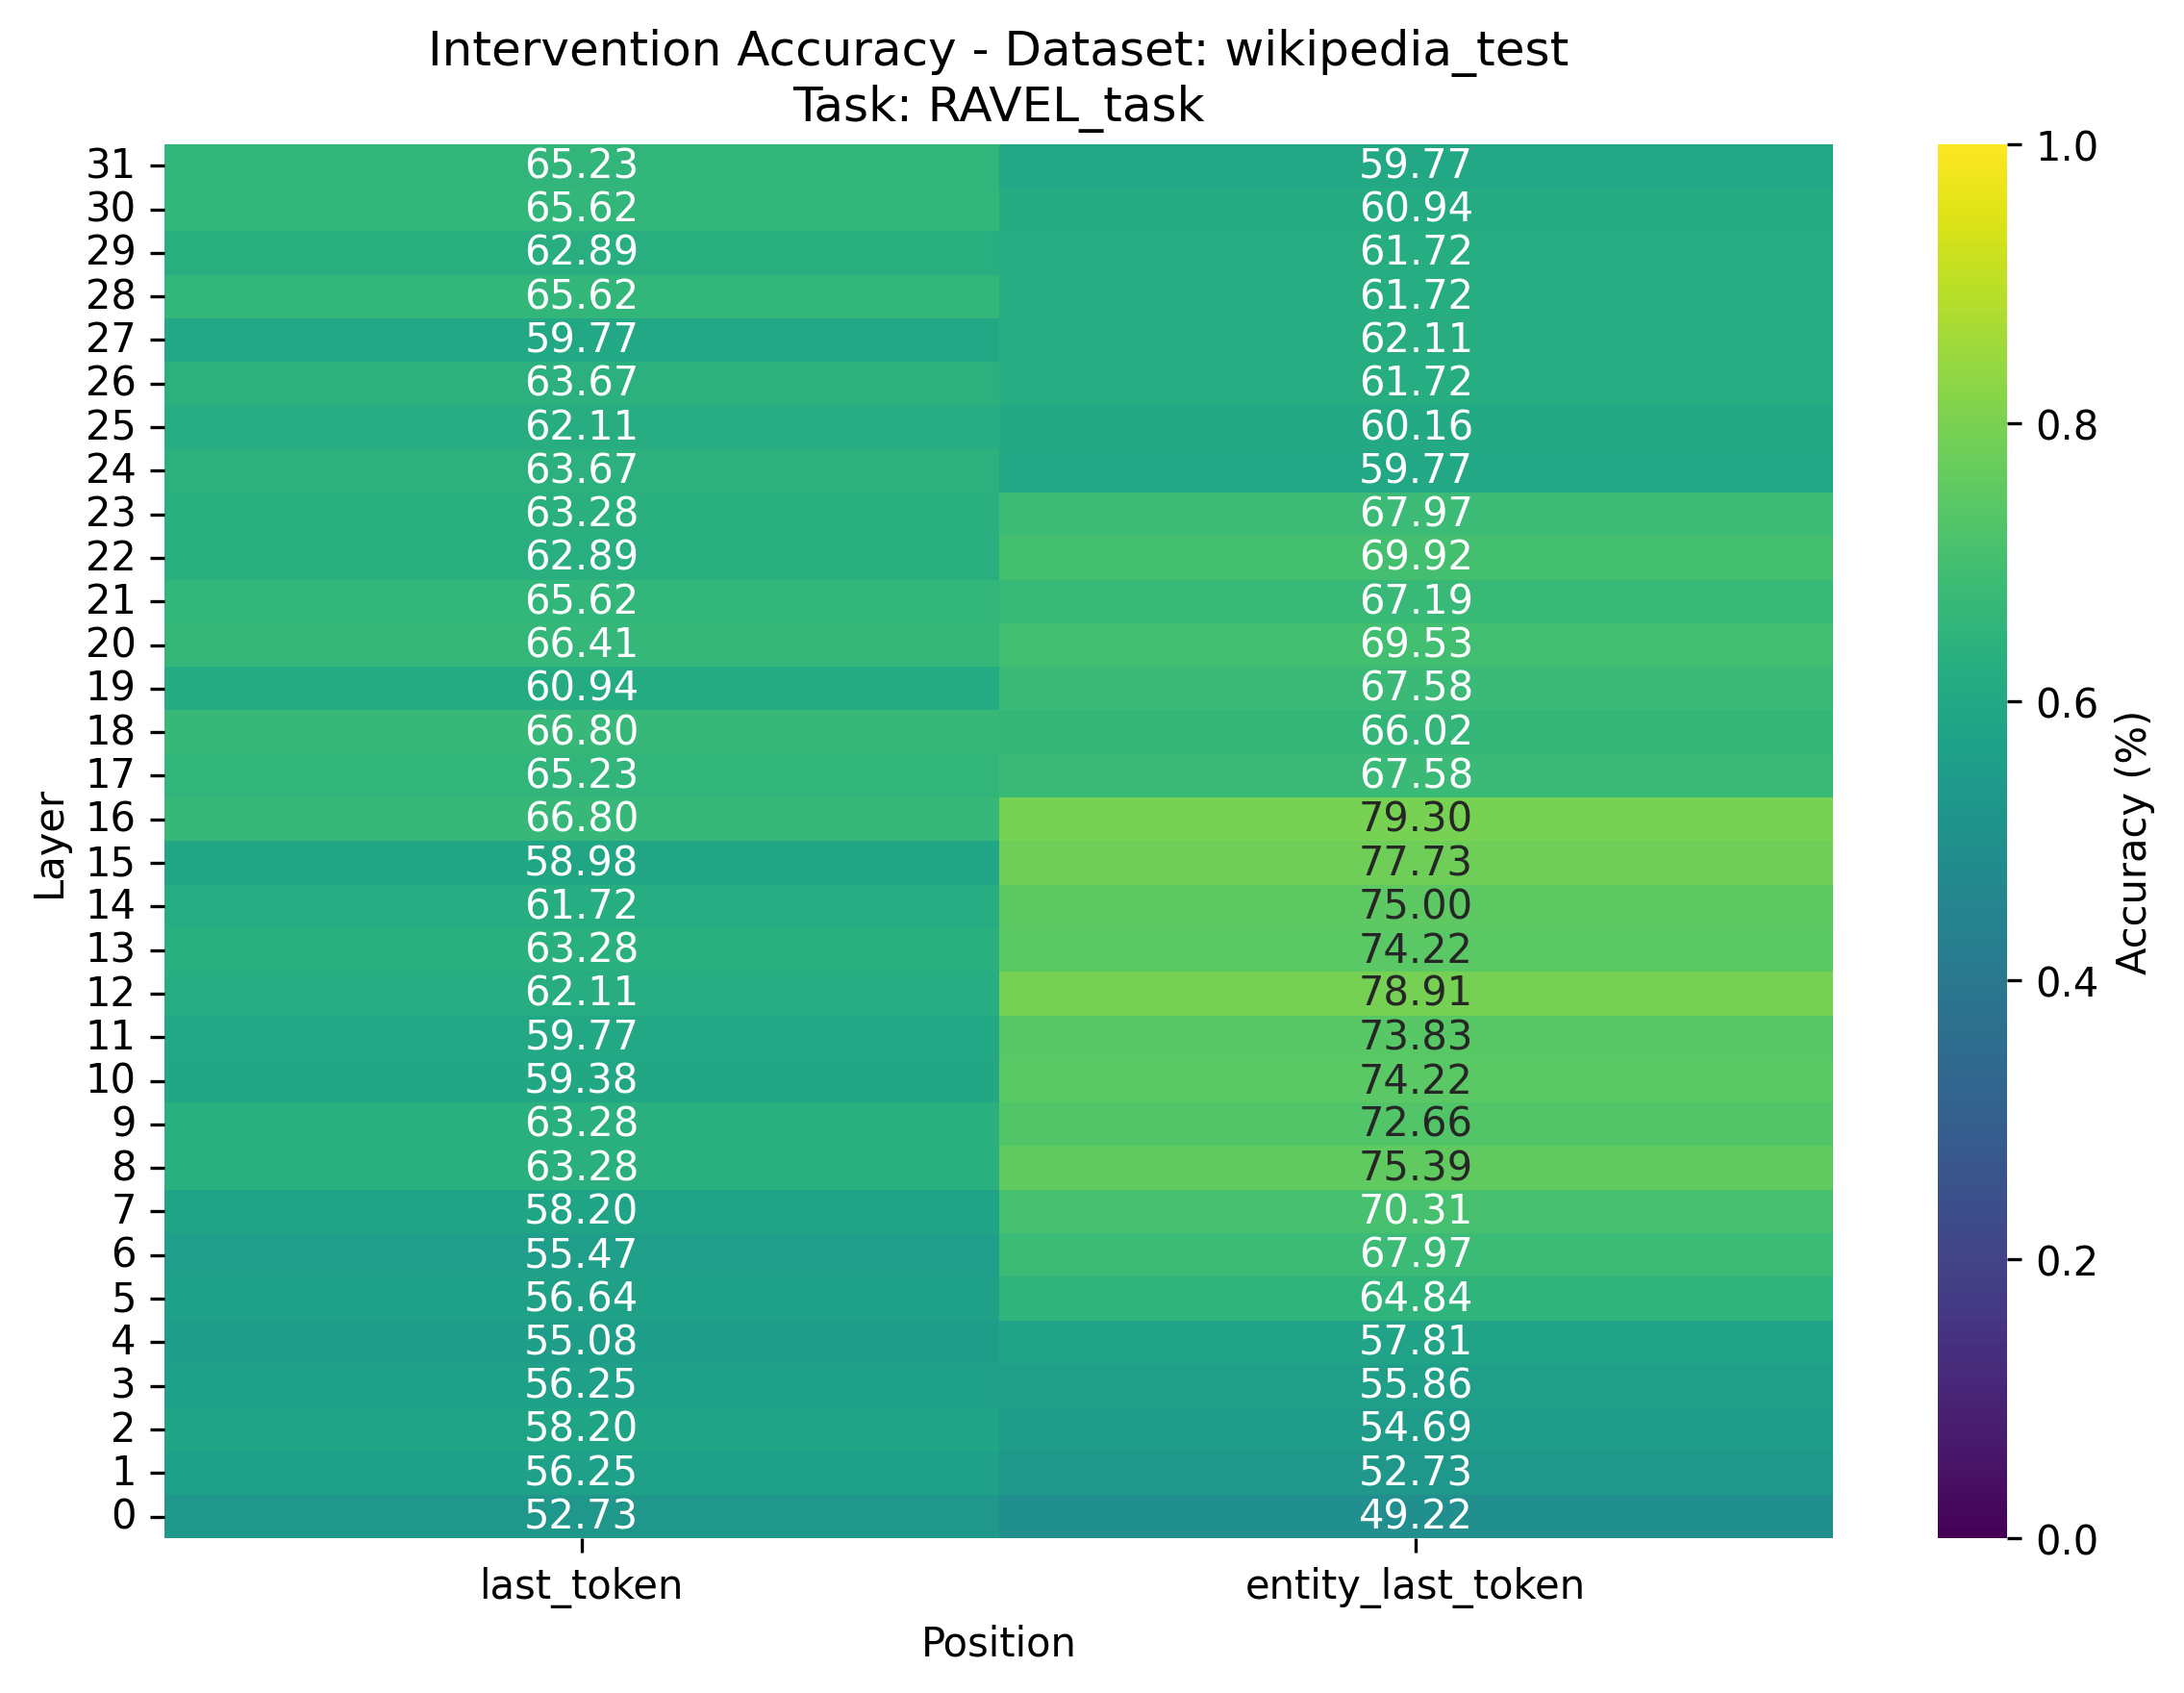 Intervention Accuracy - Dataset: wikipedia_test
Task: RAVEL_task
31 65.23 59.77
30 65.62 60.94
29 62.89 61.72
28 65.62 61.72
27 59.77 62.11
26 63.67 61.72
25 62.11 60.16
24 63.67 59.77
23 63.28 67.97
22 62.89 69.92
21 65.62 67.19
20 66.41 69.53
19 60.94 67.58
18 66.80 66.02
17 65.23 67.58
16 66.80 79.30
15 58.98 77.73
14 61.72 75.00
13 63.28 74.22
12 62.11 78.91
11 59.77 73.83
10 59.38 74.22
9 63.28 72.66
8 63.28 75.39
7 58.20 70.31
6 55.47 67.97
5 56.64 64.84
4 55.08 57.81
3 56.25 55.86
2 58.20 54.69
1 56.25 52.73
0 52.73 49.22
last_token entity_last_token
Position
Layer
1.0
0.8
0.6
0.4
0.2
0.0
Accuracy (%)